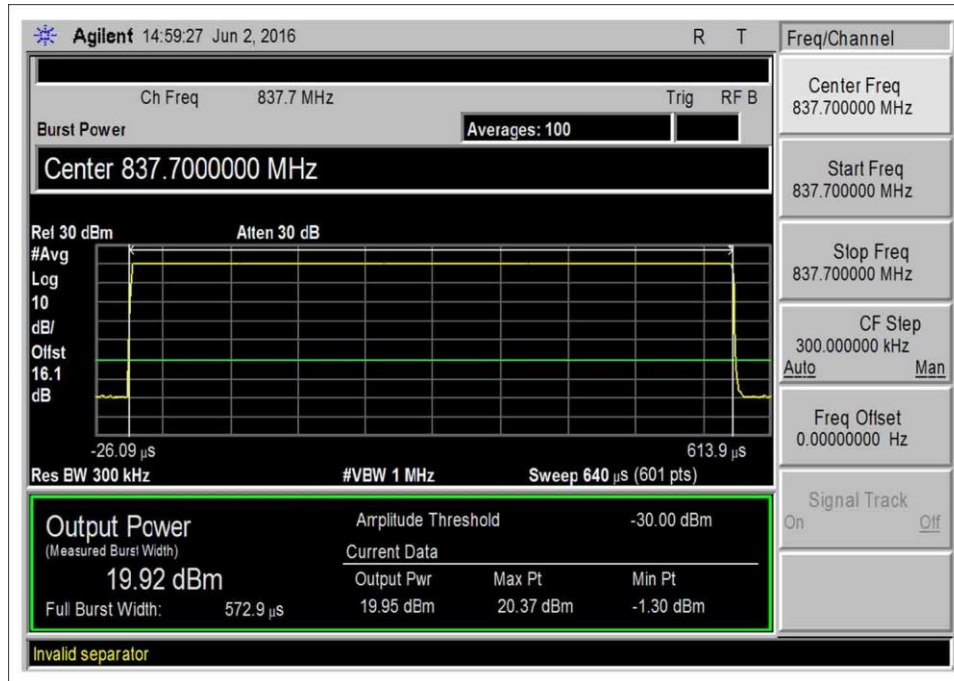 Agilent 14:59:27 Jun 2, 2016 R T
Ch Freq 837.7 MHz Trig RF B
Burst Power Averages: 100
Center 837.7000000 MHz
Ref 30 dBm Atten 30 dB
#Avg
Log
10
dB/
Offst
16.1
dB
-26.09 µs 613.9 µs
Res BW 300 kHz #VBW 1 MHz Sweep 640 µs (601 pts)
Output Power
(Measured Burst Width)
19.92 dBm
Full Burst Width: 572.9 µs
Amplitude Threshold -30.00 dBm
Current Data
Output Pwr Max Pt Min Pt
19.95 dBm 20.37 dBm -1.30 dBm
Invalid separator
Freq/Channel
Center Freq
837.700000 MHz
Start Freq
837.700000 MHz
Stop Freq
837.700000 MHz
CF Step
300.000000 kHz
Auto Man
Freq Offset
0.00000000 Hz
Signal Track
On Off